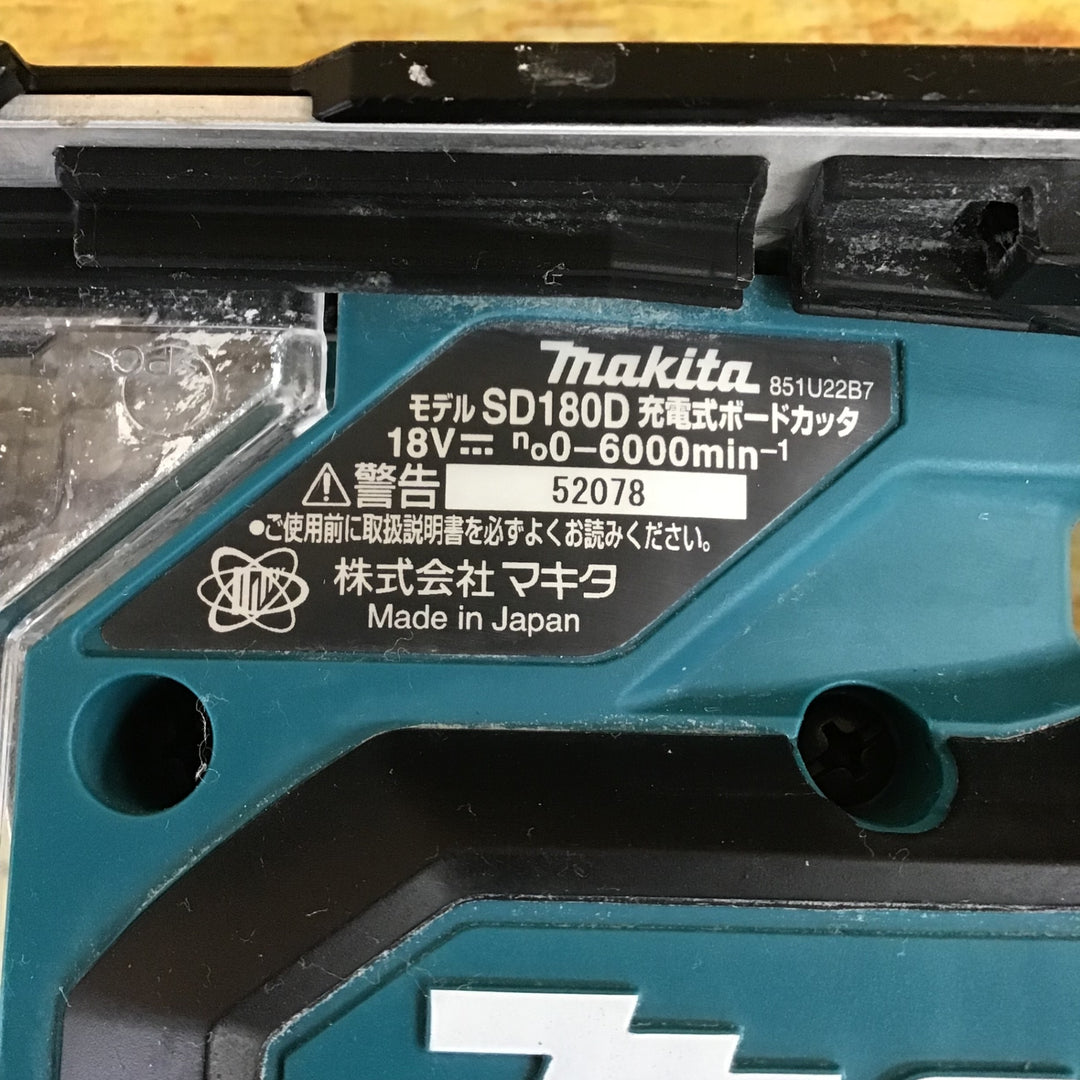 makita 851U22B7
モデル SD180D 充電式ボードカッタ
18V⎓ n₀0-6000min⁻¹
⚠警告 52078
●ご使用前に取扱説明書を必ずよくお読みください。
株式会社 マキタ
Made in Japan
>PC<